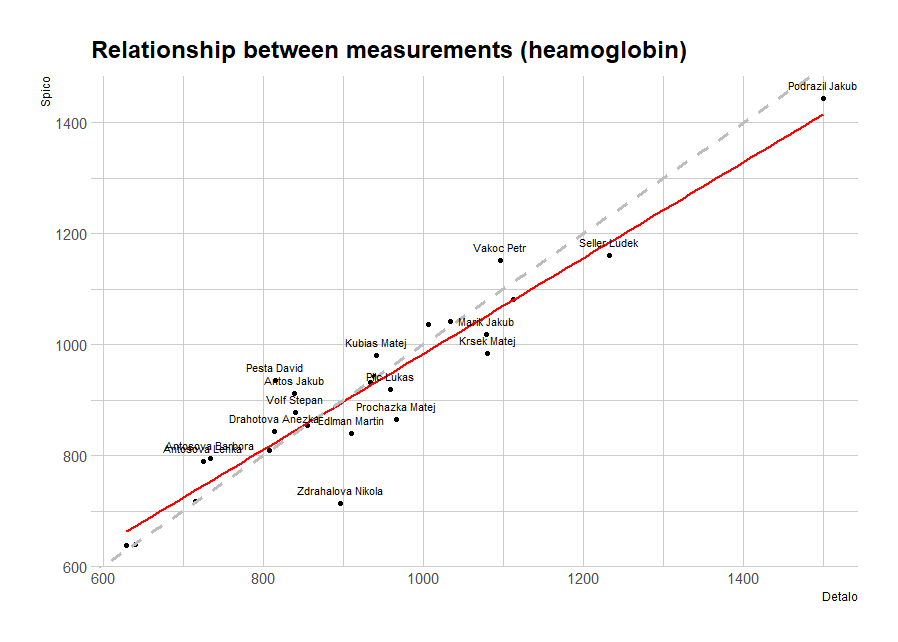 Relationship between measurements (heamoglobin)
Spico
Podrazil Jakub
1400
Vakoc Petr
Seller Ludek
1200
Marik Jakub
Kubias Matej
Krsek Matej
1000
Pesta David
Plic Lukas
Antos Jakub
Volf Stepan
Prochazka Matej
Drahotova Anezka
Edlman Martin
Antosova Barbora
Antosova Lenka
800
Zdrahalova Nikola
600
600 800 1000 1200 1400
Detalo